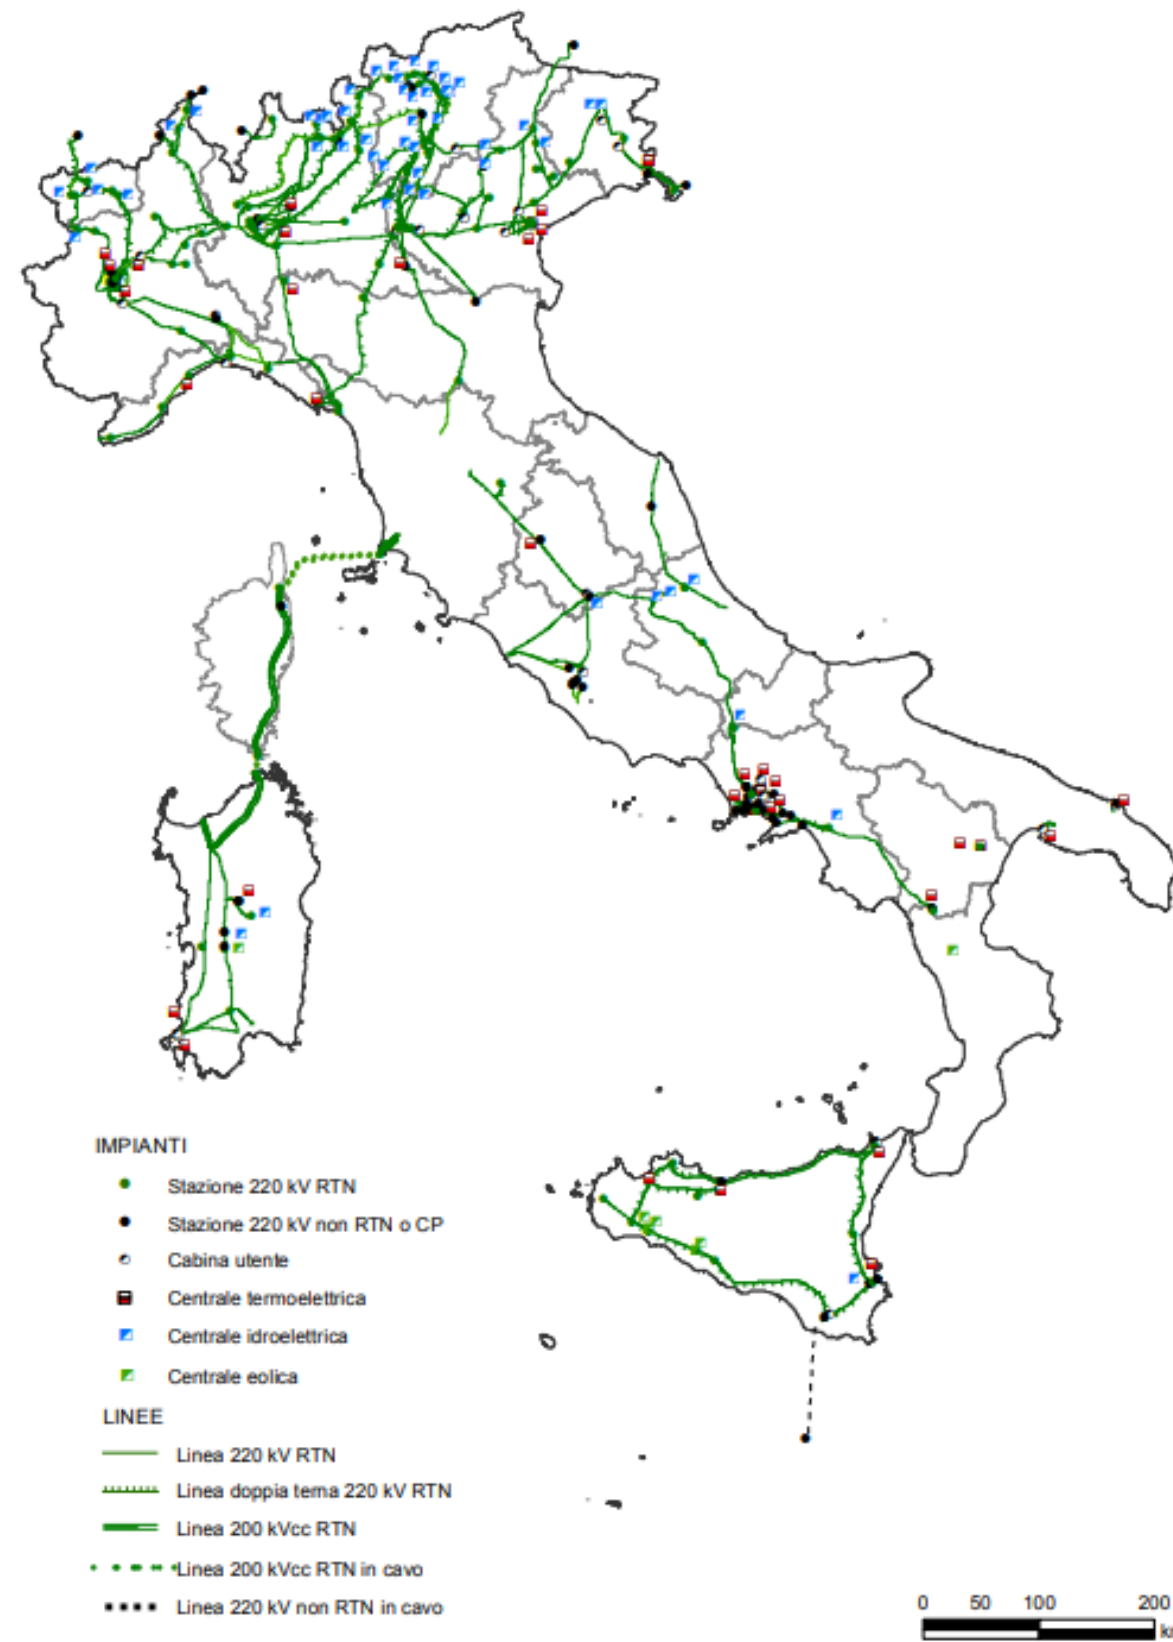 IMPIANTI
Stazione 220 kV RTN
Stazione 220 kV non RTN o CP
Cabina utente
Centrale termoelettrica
Centrale idroelettrica
Centrale eolica
LINEE
Linea 220 kV RTN
Linea doppia terna 220 kV RTN
Linea 200 kVcc RTN
Linea 200 kVcc RTN in cavo
Linea 220 kV non RTN in cavo
0 50 100 200